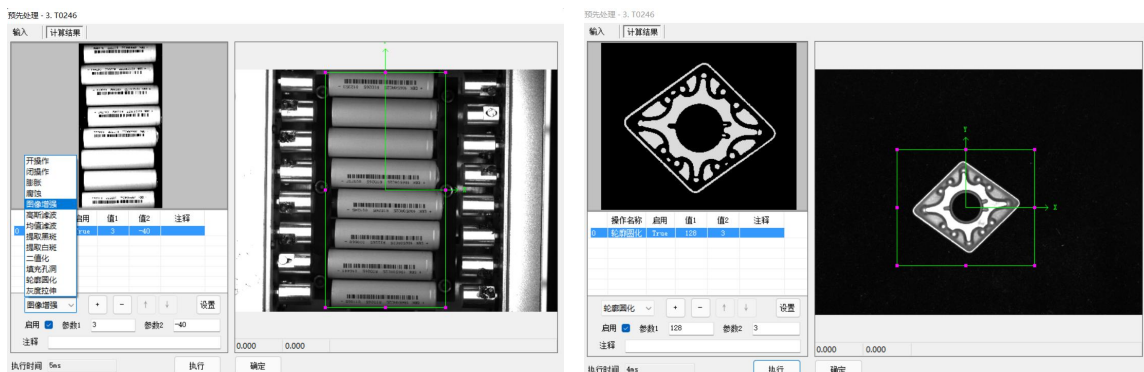 预先处理 - 3. T0246
输入 计算结果
开操作
闭操作
膨胀
腐蚀
图像增强
高斯滤波
均值滤波
提取黑斑
提取白斑
二值化
填充孔洞
轮廓圆化
灰度拉伸
启用 值1 值2 注释
0 True 3 -40
图像增强 + - ↑ ↓ 设置
启用 参数1 3 参数2 -40
注释
0.000 0.000
执行时间 5ms 执行 确定
预先处理 - 3. T0246
输入 计算结果
Y
X
操作名称 启用 值1 值2 注释
0 轮廓圆化 True 128 3
轮廓圆化 + - ↑ ↓ 设置
启用 参数1 128 参数2 3
注释
0.000 0.000
执行时间 4ms 执行 确定